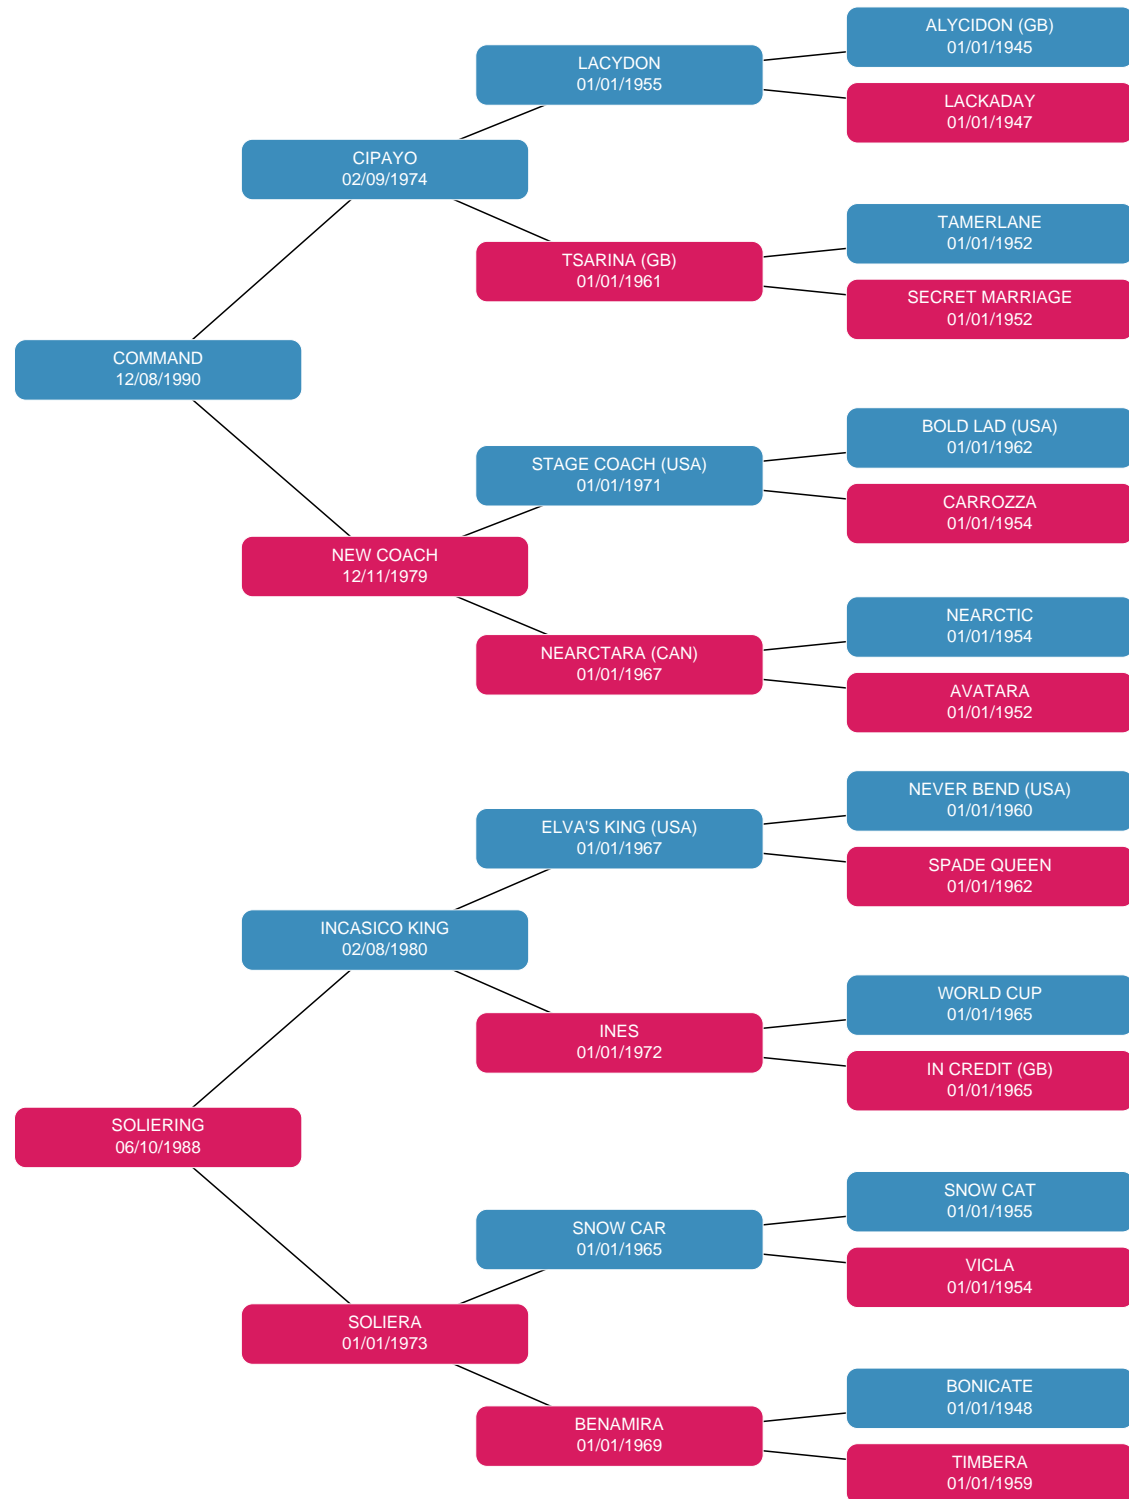 ALYCIDON (GB)
01/01/1945
LACYDON
01/01/1955
LACKADAY
01/01/1947
CIPAYO
02/09/1974
TAMERLANE
01/01/1952
TSARINA (GB)
01/01/1961
SECRET MARRIAGE
01/01/1952
COMMAND
12/08/1990
BOLD LAD (USA)
01/01/1962
STAGE COACH (USA)
01/01/1971
CARROZZA
01/01/1954
NEW COACH
12/11/1979
NEARCTIC
01/01/1954
NEARCTARA (CAN)
01/01/1967
AVATARA
01/01/1952
NEVER BEND (USA)
01/01/1960
ELVA'S KING (USA)
01/01/1967
SPADE QUEEN
01/01/1962
INCASICO KING
02/08/1980
WORLD CUP
01/01/1965
INES
01/01/1972
IN CREDIT (GB)
01/01/1965
SOLIERING
06/10/1988
SNOW CAT
01/01/1955
SNOW CAR
01/01/1965
VICLA
01/01/1954
SOLIERA
01/01/1973
BONICATE
01/01/1948
BENAMIRA
01/01/1969
TIMBERA
01/01/1959